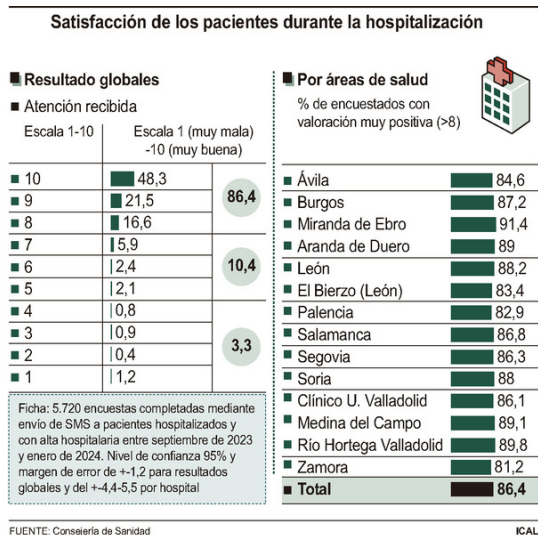 Satisfacción de los pacientes durante la hospitalización
Resultado globales
Atención recibida
Escala 1-10 Escala 1 (muy mala)
-10 (muy buena)
10 48,3
9 21,5
8 16,6
86,4
7 5,9
6 2,4
5 2,1
10,4
4 0,8
3 0,9
2 0,4
1 1,2
3,3
Ficha: 5.720 encuestas completadas mediante
envío de SMS a pacientes hospitalizados y
con alta hospitalaria entre septiembre de 2023
y enero de 2024. Nivel de confianza 95% y
margen de error de +-1,2 para resultados
globales y del +-4,4-5,5 por hospital
Por áreas de salud
% de encuestados con
valoración muy positiva (>8)
Ávila 84,6
Burgos 87,2
Miranda de Ebro 91,4
Aranda de Duero 89
León 88,2
El Bierzo (León) 83,4
Palencia 82,9
Salamanca 86,8
Segovia 86,3
Soria 88
Clínico U. Valladolid 86,1
Medina del Campo 89,1
Río Hortega Valladolid 89,8
Zamora 81,2
Total 86,4
FUENTE: Consejería de Sanidad
ICAL